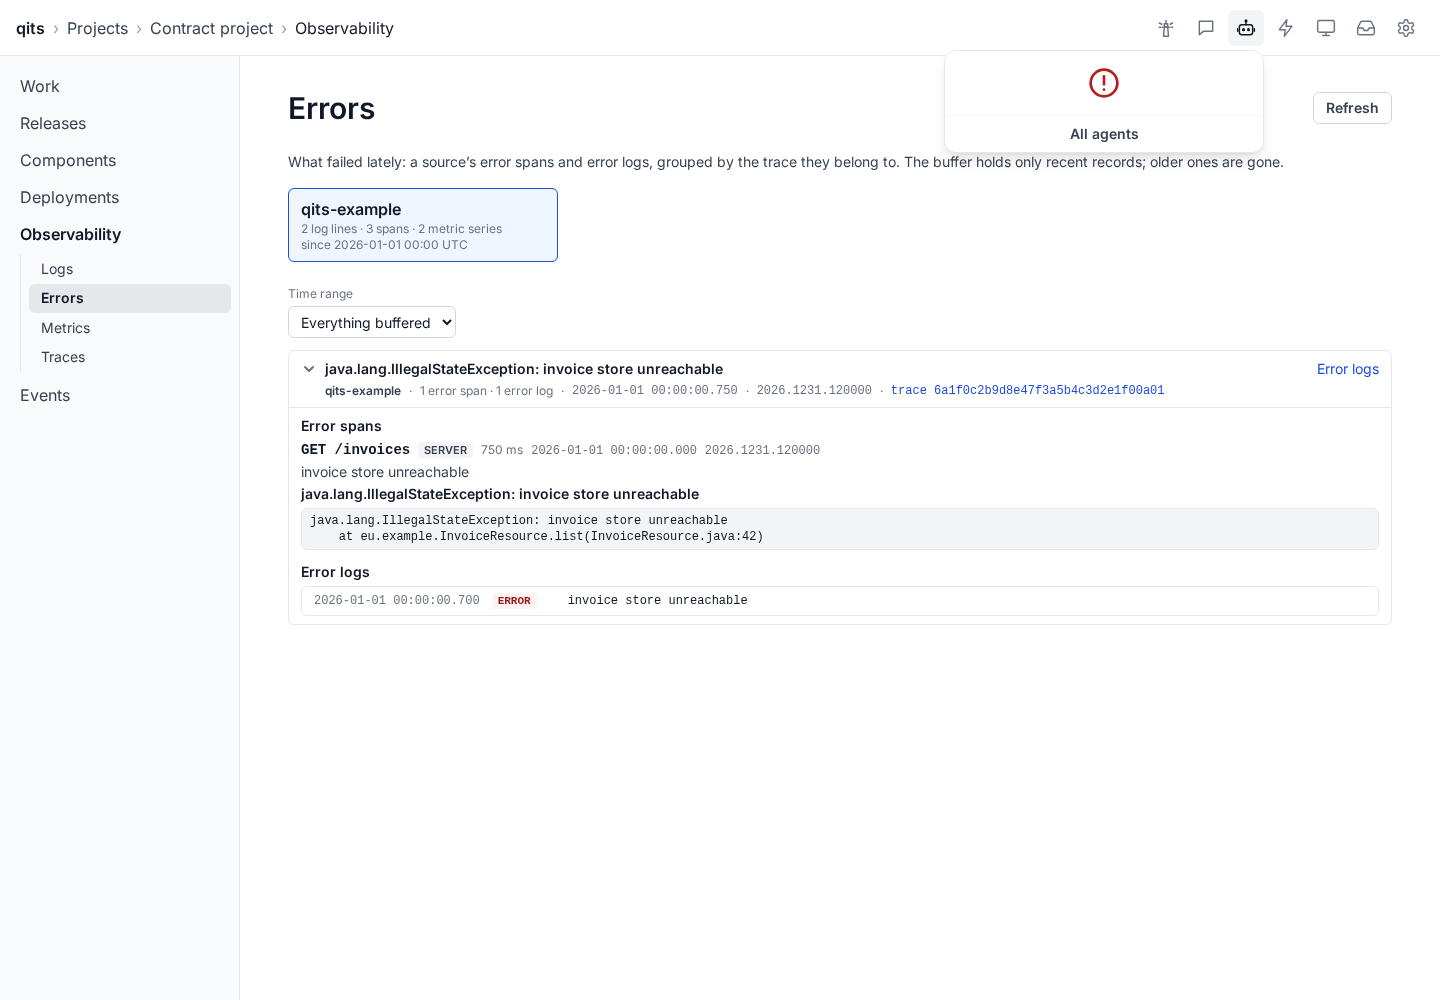 qits › Projects › Contract project › Observability
Work
Releases
Components
Deployments
Observability
Logs
Errors
Metrics
Traces
Events
All agents
Errors
Refresh
What failed lately: a source's error spans and error logs, grouped by the trace they belong to. The buffer holds only recent records; older ones are gone.
qits-example
2 log lines · 3 spans · 2 metric series
since 2026-01-01 00:00 UTC
Time range
Everything buffered
java.lang.IllegalStateException: invoice store unreachable
Error logs
qits-example · 1 error span · 1 error log · 2026-01-01 00:00:00.750 · 2026.1231.120000 · trace 6a1f0c2b9d8e47f3a5b4c3d2e1f00a01
Error spans
GET /invoices SERVER 750 ms 2026-01-01 00:00:00.000 2026.1231.120000
invoice store unreachable
java.lang.IllegalStateException: invoice store unreachable
java.lang.IllegalStateException: invoice store unreachable
at eu.example.InvoiceResource.list(InvoiceResource.java:42)
Error logs
2026-01-01 00:00:00.700 ERROR invoice store unreachable